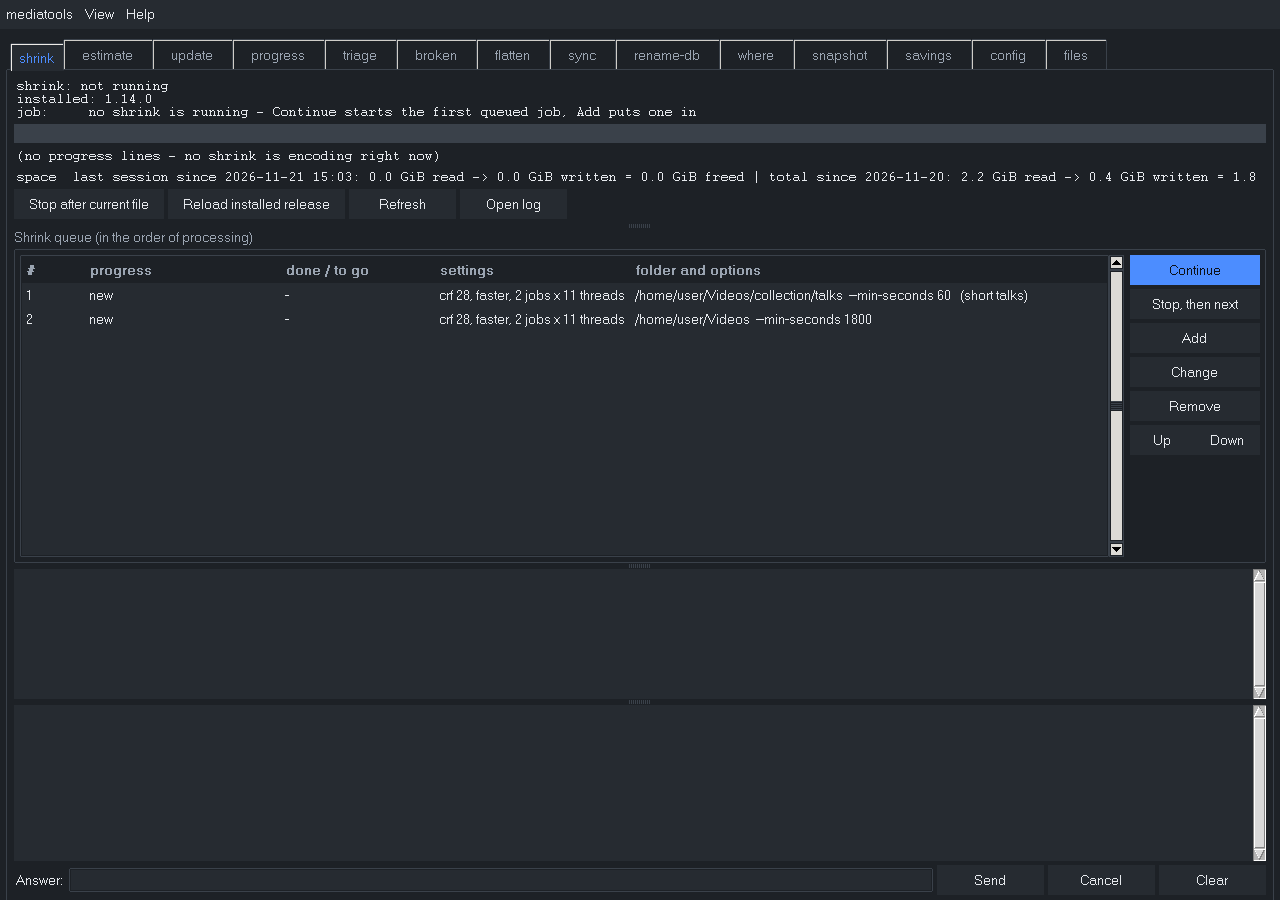 mediatools View Help
shrink estimate update progress triage broken flatten sync rename-db where snapshot savings config files
shrink: not running
installed: 1.14.0
job: no shrink is running - Continue starts the first queued job, Add puts one in
(no progress lines - no shrink is encoding right now)
space last session since 2026-11-21 15:03: 0.0 GiB read -> 0.0 GiB written = 0.0 GiB freed | total since 2026-11-20: 2.2 GiB read -> 0.4 GiB written = 1.8
Stop after current file Reload installed release Refresh Open log
Shrink queue (in the order of processing)
# progress done / to go settings folder and options
1 new - crf 28, faster, 2 jobs x 11 threads /home/user/Videos/collection/talks --min-seconds 60 (short talks)
2 new - crf 28, faster, 2 jobs x 11 threads /home/user/Videos --min-seconds 1800
Continue
Stop, then next
Add
Change
Remove
Up Down
Answer: Send Cancel Clear